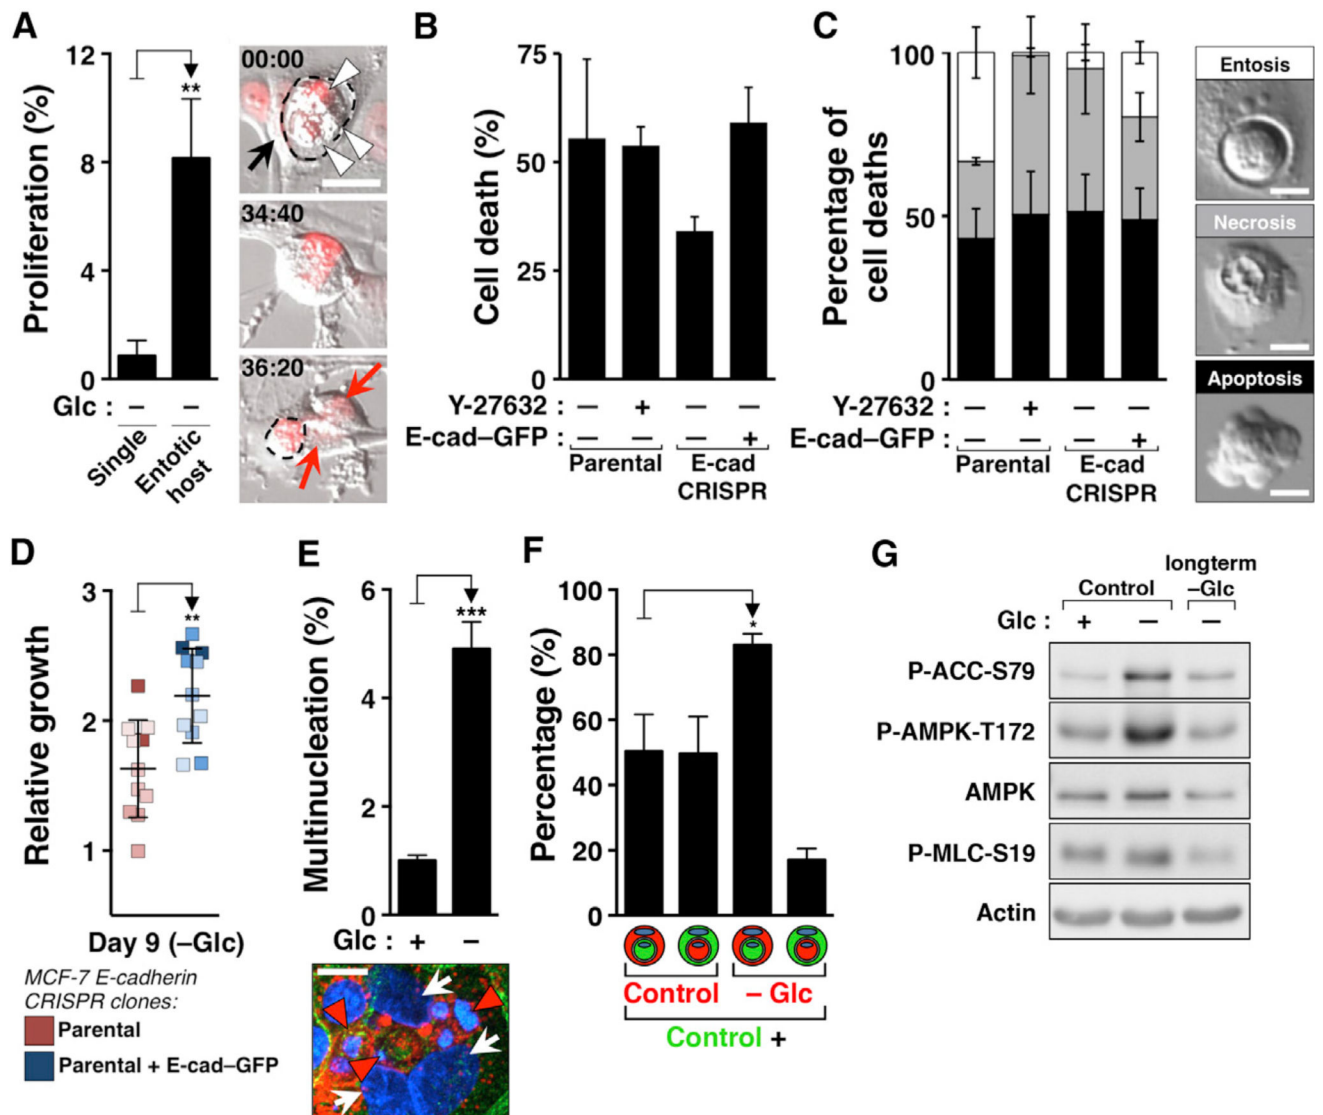 A
Proliferation (%)
12
8
4
0
**
Glc : – –
Single
Entotic
host
00:00
34:40
36:20
B
Cell death (%)
75
50
25
0
Y-27632 : – + – –
E-cad–GFP : – – – +
Parental
E-cad
CRISPR
C
Percentage of
cell deaths
100
50
0
Y-27632 : – + – –
E-cad–GFP : – – – +
Parental
E-cad
CRISPR
Entosis
Necrosis
Apoptosis
D
Relative growth
3
2
1
**
Day 9 (–Glc)
MCF-7 E-cadherin
CRISPR clones:
Parental
Parental + E-cad–GFP
E
Multinucleation (%)
6
4
2
0
***
Glc : + –
F
Percentage (%)
100
80
60
40
20
0
*
Control – Glc
Control +
G
longterm
Control –Glc
Glc : + – –
P-ACC-S79
P-AMPK-T172
AMPK
P-MLC-S19
Actin